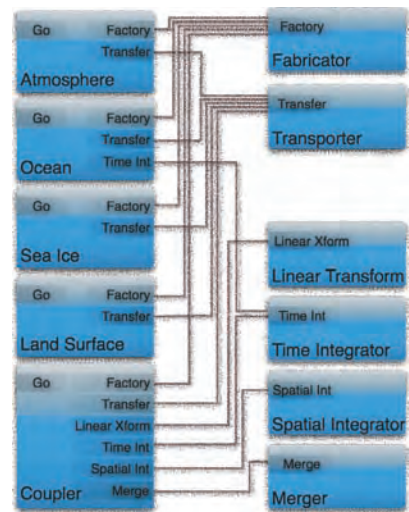 Go Factory
Transfer
Atmosphere
Go Factory
Transfer
Time Int
Ocean
Go Factory
Transfer
Sea Ice
Go Factory
Transfer
Land Surface
Go Factory
Transfer
Linear Xform
Time Int
Spatial Int
Merge
Coupler
Factory
Fabricator
Transfer
Transporter
Linear Xform
Linear Transform
Time Int
Time Integrator
Spatial Int
Spatial Integrator
Merge
Merger